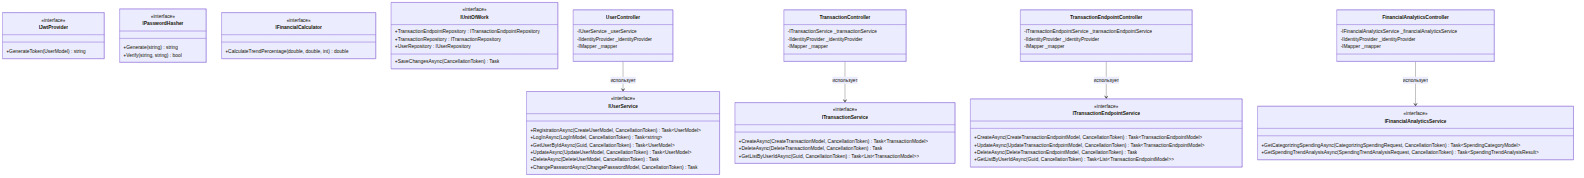 «interface»
IJwtProvider
+GenerateToken(UserModel) : string
«interface»
IPasswordHasher
+Generate(string) : string
+Verify(string, string) : bool
«interface»
IFinancialCalculator
+CalculateTrendPercentage(double, double, int) : double
«interface»
IUnitOfWork
+TransactionEndpointRepository : ITransactionEndpointRepository
+TransactionRepository : ITransactionRepository
+UserRepository : IUserRepository
+SaveChangesAsync(CancellationToken) : Task
UserController
-IUserService _userService
-IIdentityProvider _identityProvider
-IMapper _mapper
использует
«interface»
IUserService
+RegistrationAsync(CreateUserModel, CancellationToken) : Task<UserModel>
+LogInAsync(LogInModel, CancellationToken) : Task<string>
+GetUserByIdAsync(Guid, CancellationToken) : Task<UserModel>
+UpdateAsync(UpdateUserModel, CancellationToken) : Task<UserModel>
+DeleteAsync(DeleteUserModel, CancellationToken) : Task
+ChangePasswordAsync(ChangePasswordModel, CancellationToken) : Task
TransactionController
-ITransactionService _transactionService
-IIdentityProvider _identityProvider
-IMapper _mapper
использует
«interface»
ITransactionService
+CreateAsync(CreateTransactionModel, CancellationToken) : Task<TransactionModel>
+DeleteAsync(DeleteTransactionModel, CancellationToken) : Task
+GetListByUserIdAsync(Guid, CancellationToken) : Task<List<TransactionModel>>
TransactionEndpointController
-ITransactionEndpointService _transactionEndpointService
-IIdentityProvider _identityProvider
-IMapper _mapper
использует
«interface»
ITransactionEndpointService
+CreateAsync(CreateTransactionEndpointModel, CancellationToken) : Task<TransactionEndpointModel>
+UpdateAsync(UpdateTransactionEndpointModel, CancellationToken) : Task<TransactionEndpointModel>
+DeleteAsync(DeleteTransactionEndpointModel, CancellationToken) : Task
+GetListByUserIdAsync(Guid, CancellationToken) : Task<List<TransactionEndpointModel>>
FinancialAnalyticsController
-IFinancialAnalyticsService _financialAnalyticsService
-IIdentityProvider _identityProvider
-IMapper _mapper
использует
«interface»
IFinancialAnalyticsService
+GetCategorizingSpendingAsync(CategorizingSpendingRequest, CancellationToken) : Task<SpendingCategoryModel>
+GetSpendingTrendAnalysisAsync(SpendingTrendAnalysisRequest, CancellationToken) : Task<SpendingTrendAnalysisResult>